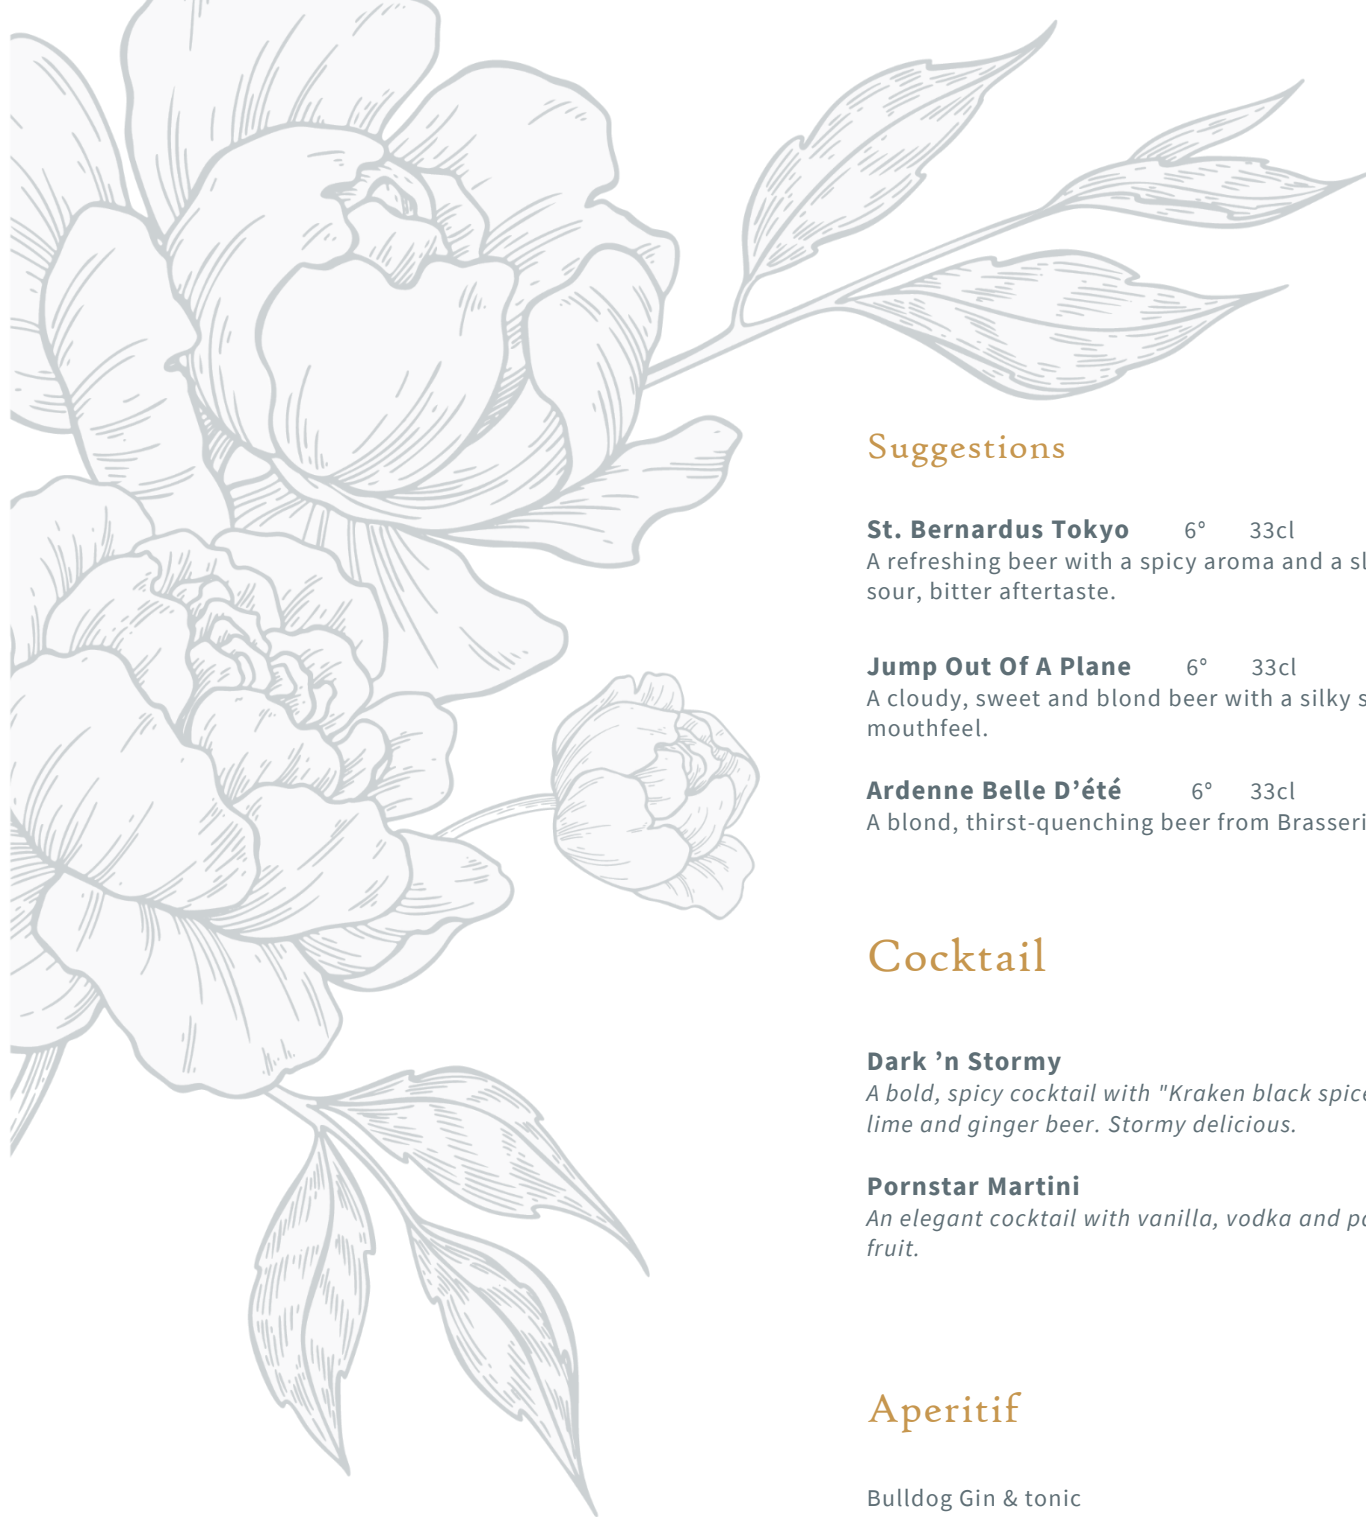 Suggestions
St. Bernardus Tokyo 6° 33cl
A refreshing beer with a spicy aroma and a
sour, bitter aftertaste.
Jump Out Of A Plane 6° 33cl
A cloudy, sweet and blond beer with a silky
mouthfeel.
Ardenne Belle D’été 6° 33cl
A blond, thirst-quenching beer from
Cocktail
Dark ’n Stormy
A bold, spicy cocktail with "Kraken black
lime and ginger beer. Stormy delicious.
Pornstar Martini
An elegant cocktail with vanilla, vodka and
fruit.
Aperitif
Bulldog Gin & tonic